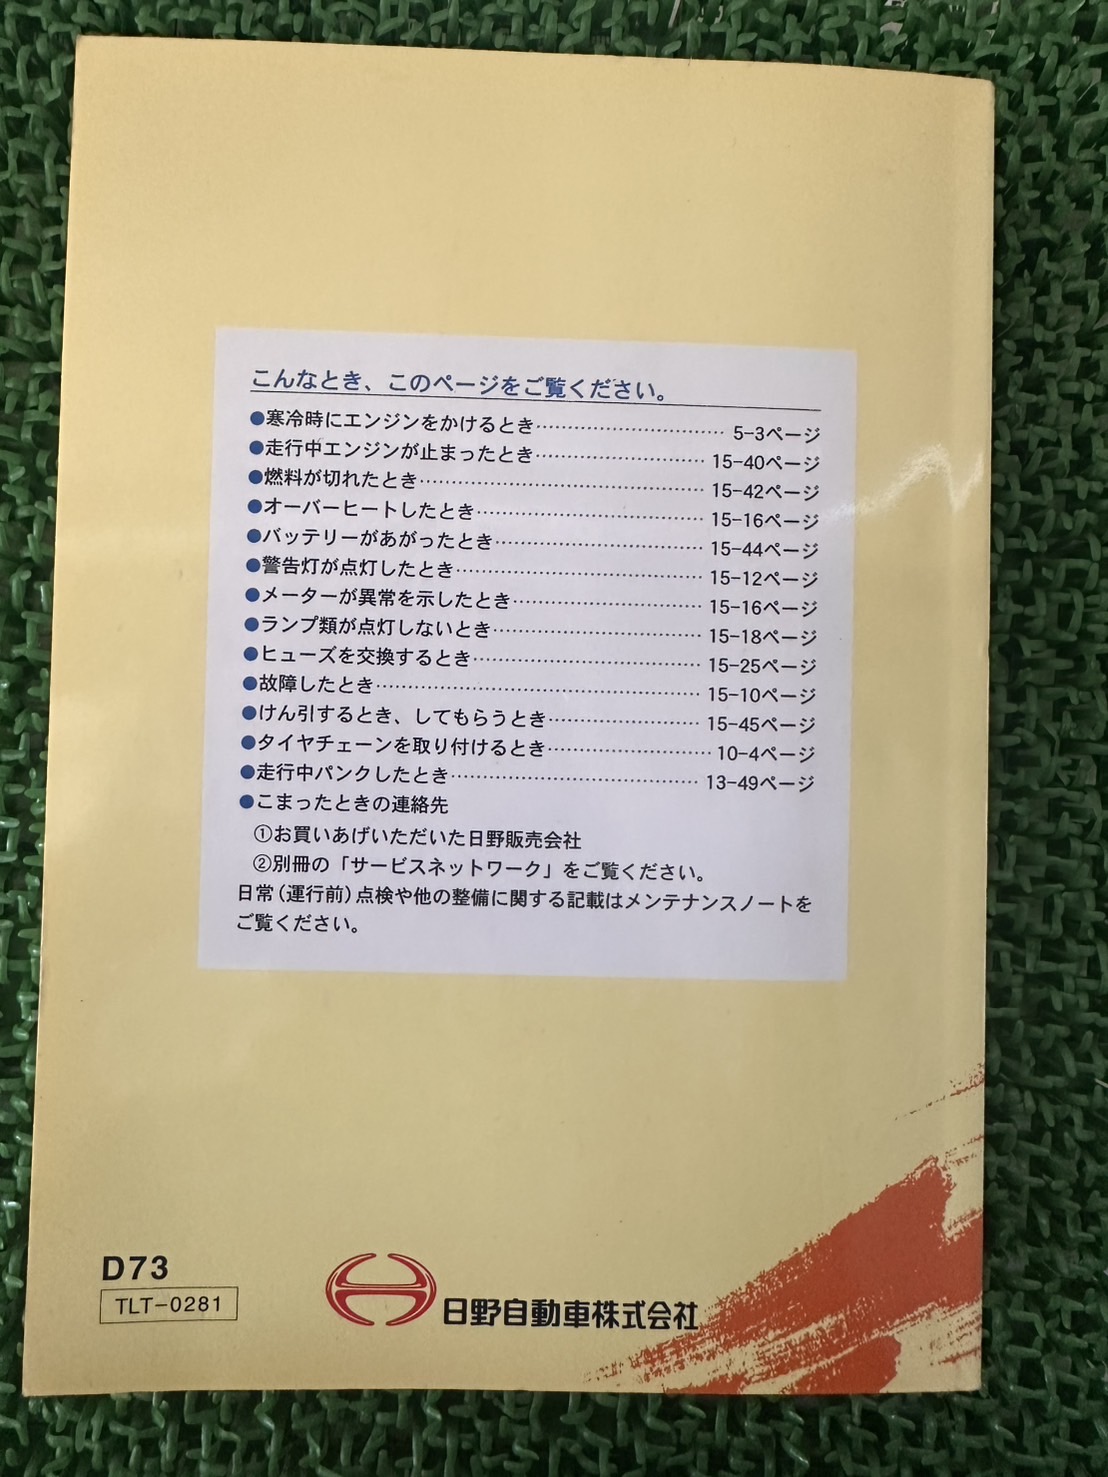 こんなとき、このページをご覧ください。
●寒冷時にエンジンをかけるとき……………………… 5-3ページ
●走行中エンジンが止まったとき…………………… 15-40ページ
●燃料が切れたとき…………………………………… 15-42ページ
●オーバーヒートしたとき…………………………… 15-16ページ
●バッテリーがあがったとき………………………… 15-44ページ
●警告灯が点灯したとき……………………………… 15-12ページ
●メーターが異常を示したとき……………………… 15-16ページ
●ランプ類が点灯しないとき………………………… 15-18ページ
●ヒューズを交換するとき…………………………… 15-25ページ
●故障したとき………………………………………… 15-10ページ
●けん引するとき、してもらうとき………………… 15-45ページ
●タイヤチェーンを取り付けるとき………………… 10-4ページ
●走行中パンクしたとき……………………………… 13-49ページ
●こまったときの連絡先
①お買いあげいただいた日野販売会社
②別冊の「サービスネットワーク」をご覧ください。
日常(運行前)点検や他の整備に関する記載はメンテナンスノートを
ご覧ください。
D73
TLT-0281
日野自動車株式会社